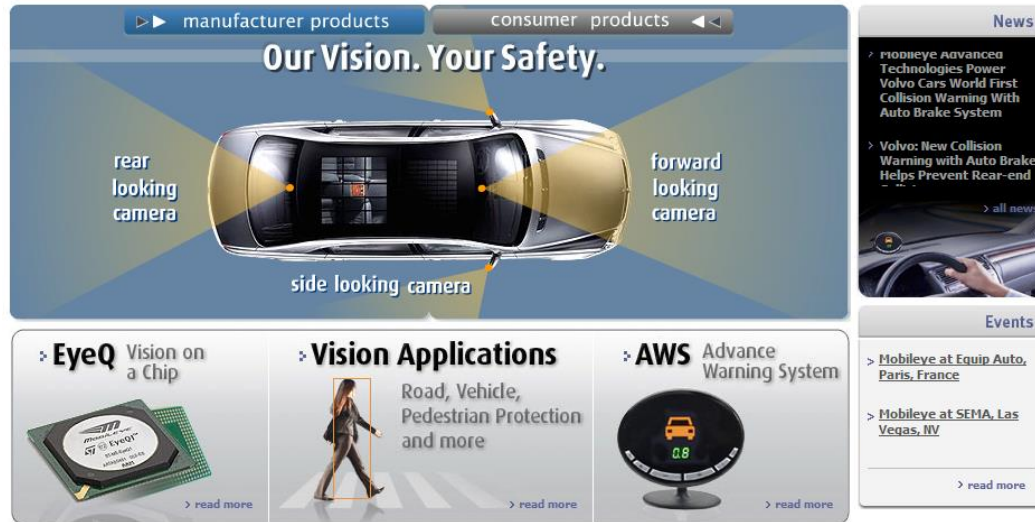 manufacturer products
consumer products
Our Vision. Your Safety.
rear
looking
camera
forward
looking
camera
side looking camera
EyeQ Vision on
a Chip
MOBILEYE
EyeQ1™
> read more
Vision Applications
Road, Vehicle,
Pedestrian Protection
and more
> read more
AWS Advance
Warning System
0.8
> read more
News
> Mobileye Advanced
Technologies Power
Volvo Cars World First
Collision Warning With
Auto Brake System
> Volvo: New Collision
Warning with Auto Brake
Helps Prevent Rear-end
> all news
Events
> Mobileye at Equip Auto,
Paris, France
> Mobileye at SEMA, Las
Vegas, NV
> read more